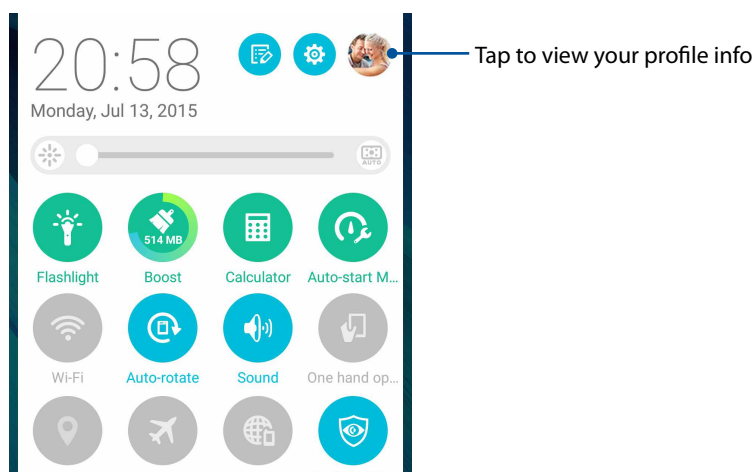 20:58
Tap to view your profile info
Monday, Jul 13, 2015
AUTO
514 MB
Flashlight
Boost
Calculator
Auto-start M...
Wi-Fi
Auto-rotate
Sound
One hand op...